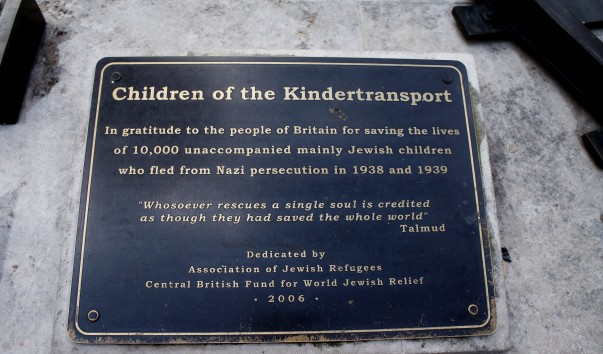 Children of the Kindertransport
In gratitude to the people of Britain for saving the lives
of 10,000 unaccompanied mainly Jewish children
who fled from Nazi persecution in 1938 and 1939
"Whosoever rescues a single soul is credited
as though they had saved the whole world"
Talmud
Dedicated by
Association of Jewish Refugees
Central British Fund for World Jewish Relief
· 2006 ·